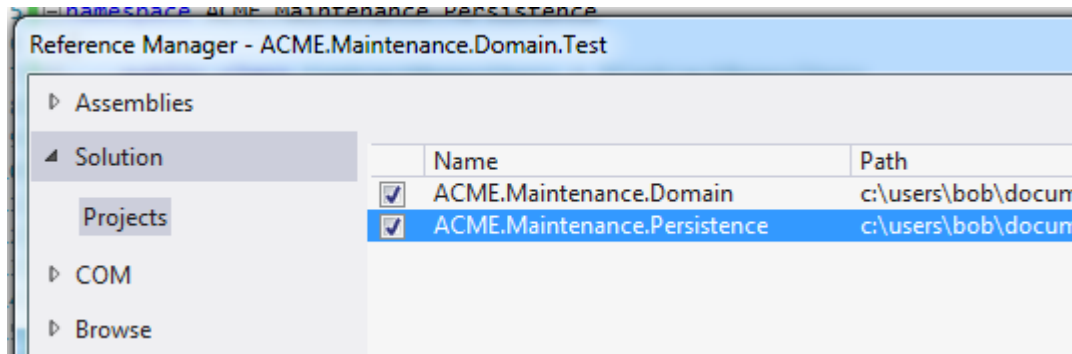 namespace ACME.Maintenance.Persistence
Reference Manager - ACME.Maintenance.Domain.Test
Assemblies
Solution
Name Path
ACME.Maintenance.Domain c:\users\bob\docum
Projects
ACME.Maintenance.Persistence c:\users\bob\docum
COM
Browse